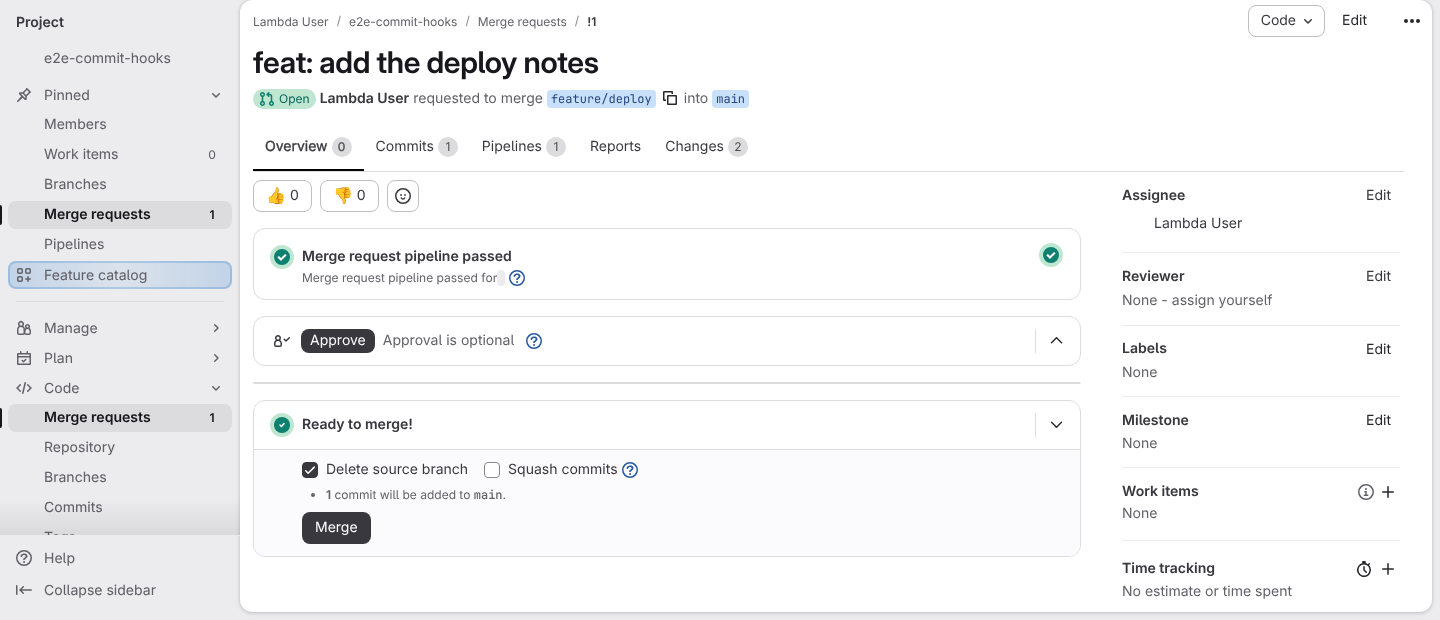 Project
e2e-commit-hooks
Pinned
Members
Work items 0
Branches
Merge requests 1
Pipelines
Feature catalog
Manage
Plan
Code
Merge requests 1
Repository
Branches
Commits
Help
Collapse sidebar
Lambda User / e2e-commit-hooks / Merge requests / !1
Code Edit
feat: add the deploy notes
Open Lambda User requested to merge feature/deploy into main
Overview 0 Commits 1 Pipelines 1 Reports Changes 2
👍 0 👎 0
Merge request pipeline passed
Merge request pipeline passed for
Approve Approval is optional
Ready to merge!
Delete source branch Squash commits
• 1 commit will be added to main.
Merge
Assignee Edit
Lambda User
Reviewer Edit
None - assign yourself
Labels Edit
None
Milestone Edit
None
Work items
None
Time tracking
No estimate or time spent